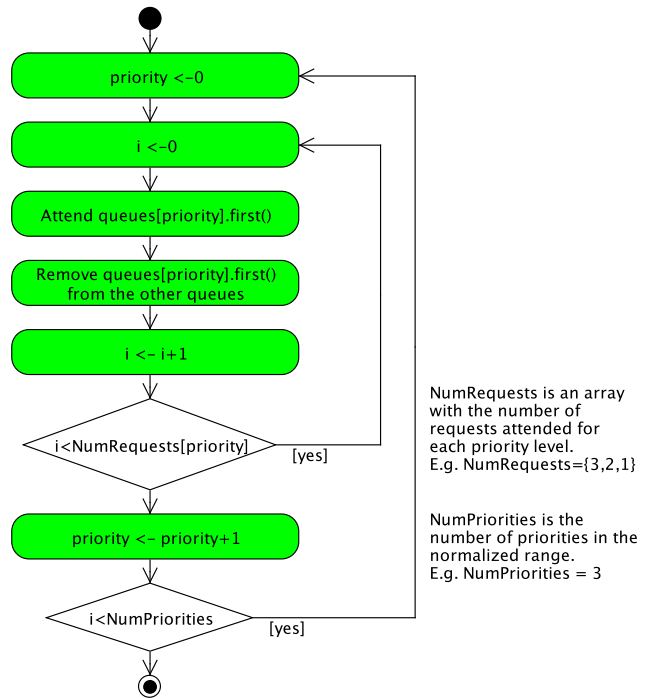 priority <-0
i <-0
Attend queues[priority].first()
Remove queues[priority].first()
from the other queues
i <- i+1
i<NumRequests[priority]
[yes]
NumRequests is an array
with the number of
requests attended for
each priority level.
E.g. NumRequests={3,2,1}
NumPriorities is the
number of priorities in the
normalized range.
E.g. NumPriorities = 3
priority <- priority+1
i<NumPriorities
[yes]